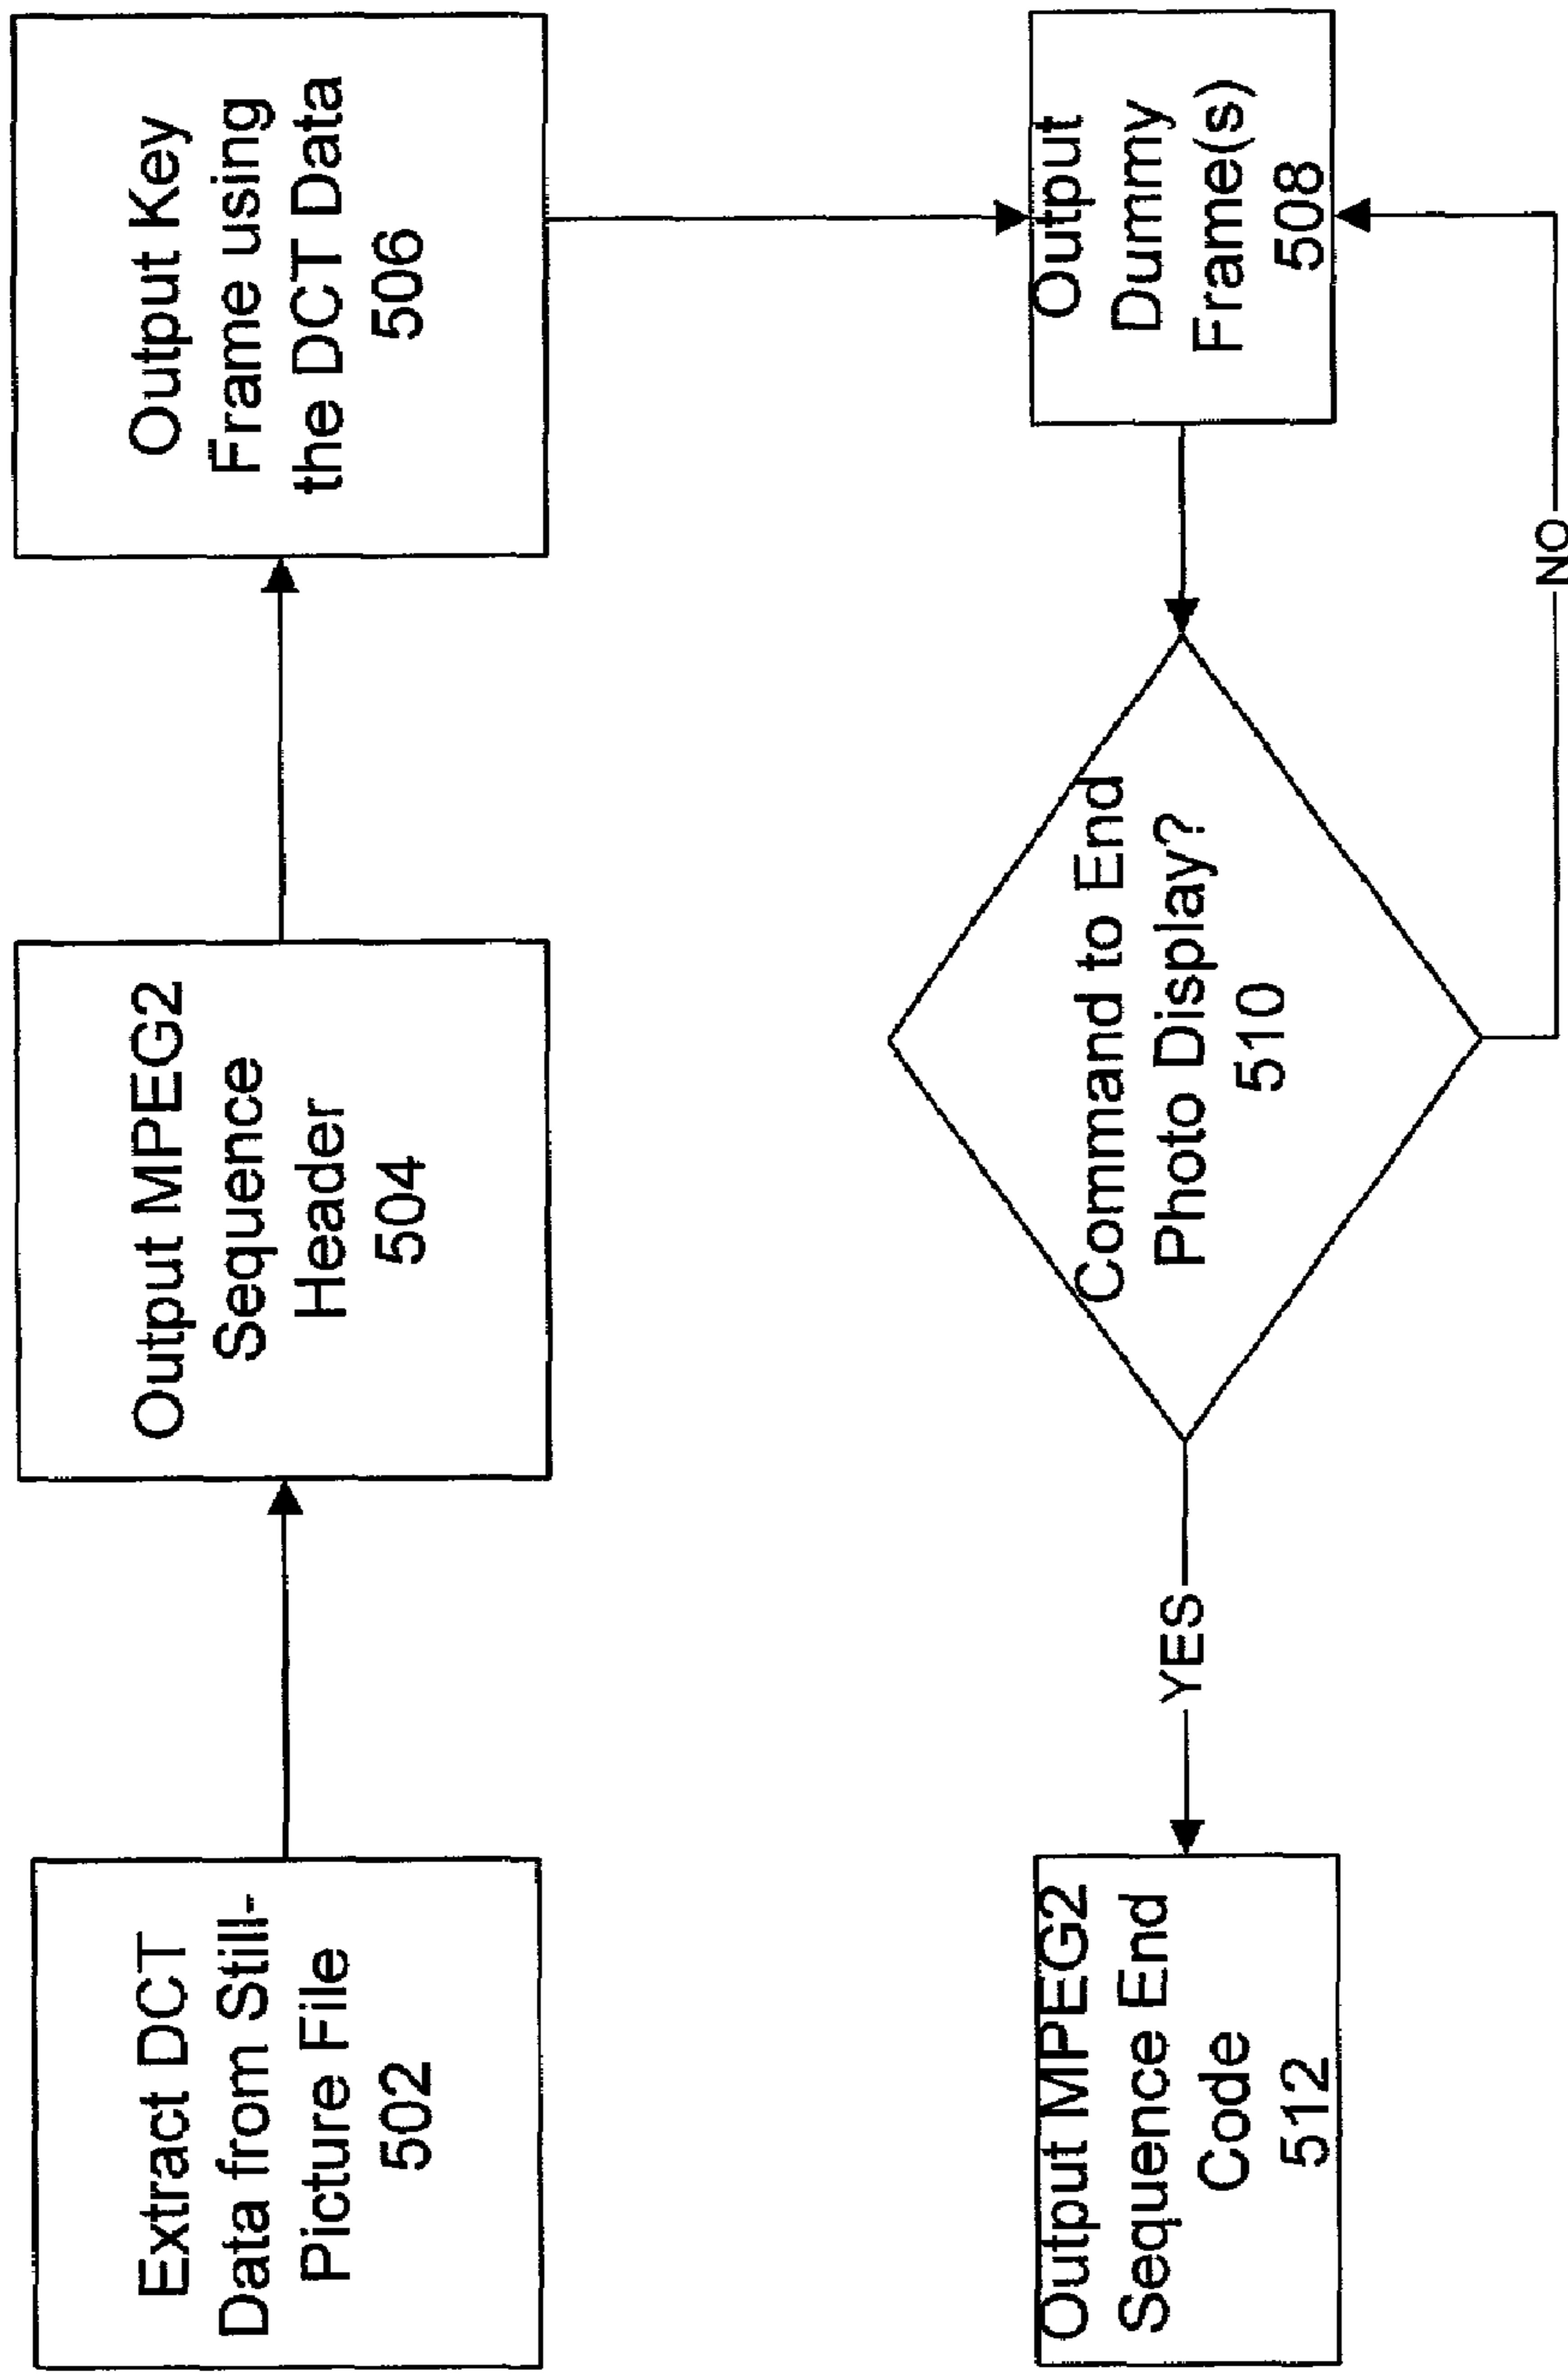 Extract DCT
Data from Still-
Picture File
502
Output MPEG2
Sequence
Header
504
Output Key
Frame using
the DCT Data
506
Output
Dummy
Frame(s)
508
Command to End
Photo Display?
510
NO
YES
Output MPEG2
Sequence End
Code
512